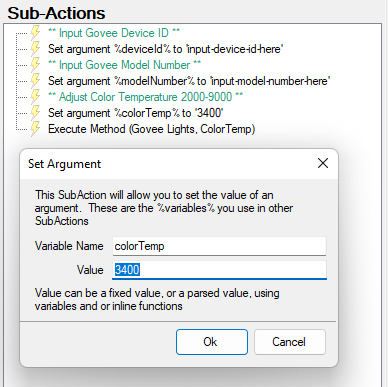 Sub-Actions
** Input Govee Device ID **
Set argument %deviceId% to 'input-device-id-here'
** Input Govee Model Number **
Set argument %modelNumber% to 'input-model-number-here'
** Adjust Color Temperature 2000-9000 **
Set argument %colorTemp% to '3400'
Execute Method (Govee Lights, ColorTemp)
Set Argument
This SubAction will allow you to set the value of an
argument.  These are the %variables% you use in other
SubActions
Variable Name colorTemp
Value 3400
Value can be a fixed value, or a parsed value, using
variables and or inline functions
Ok Cancel